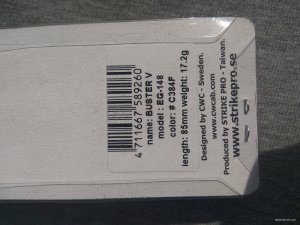 4 711667 589260
name: BUSTER V
model : EG-148
color: # C384F
length: 85mm weight: 17.2g
Designed by CWC - Sweden.
www.cwcab.com
Produced by STRIKE PRO - Taiwan.
www.strikepro.se